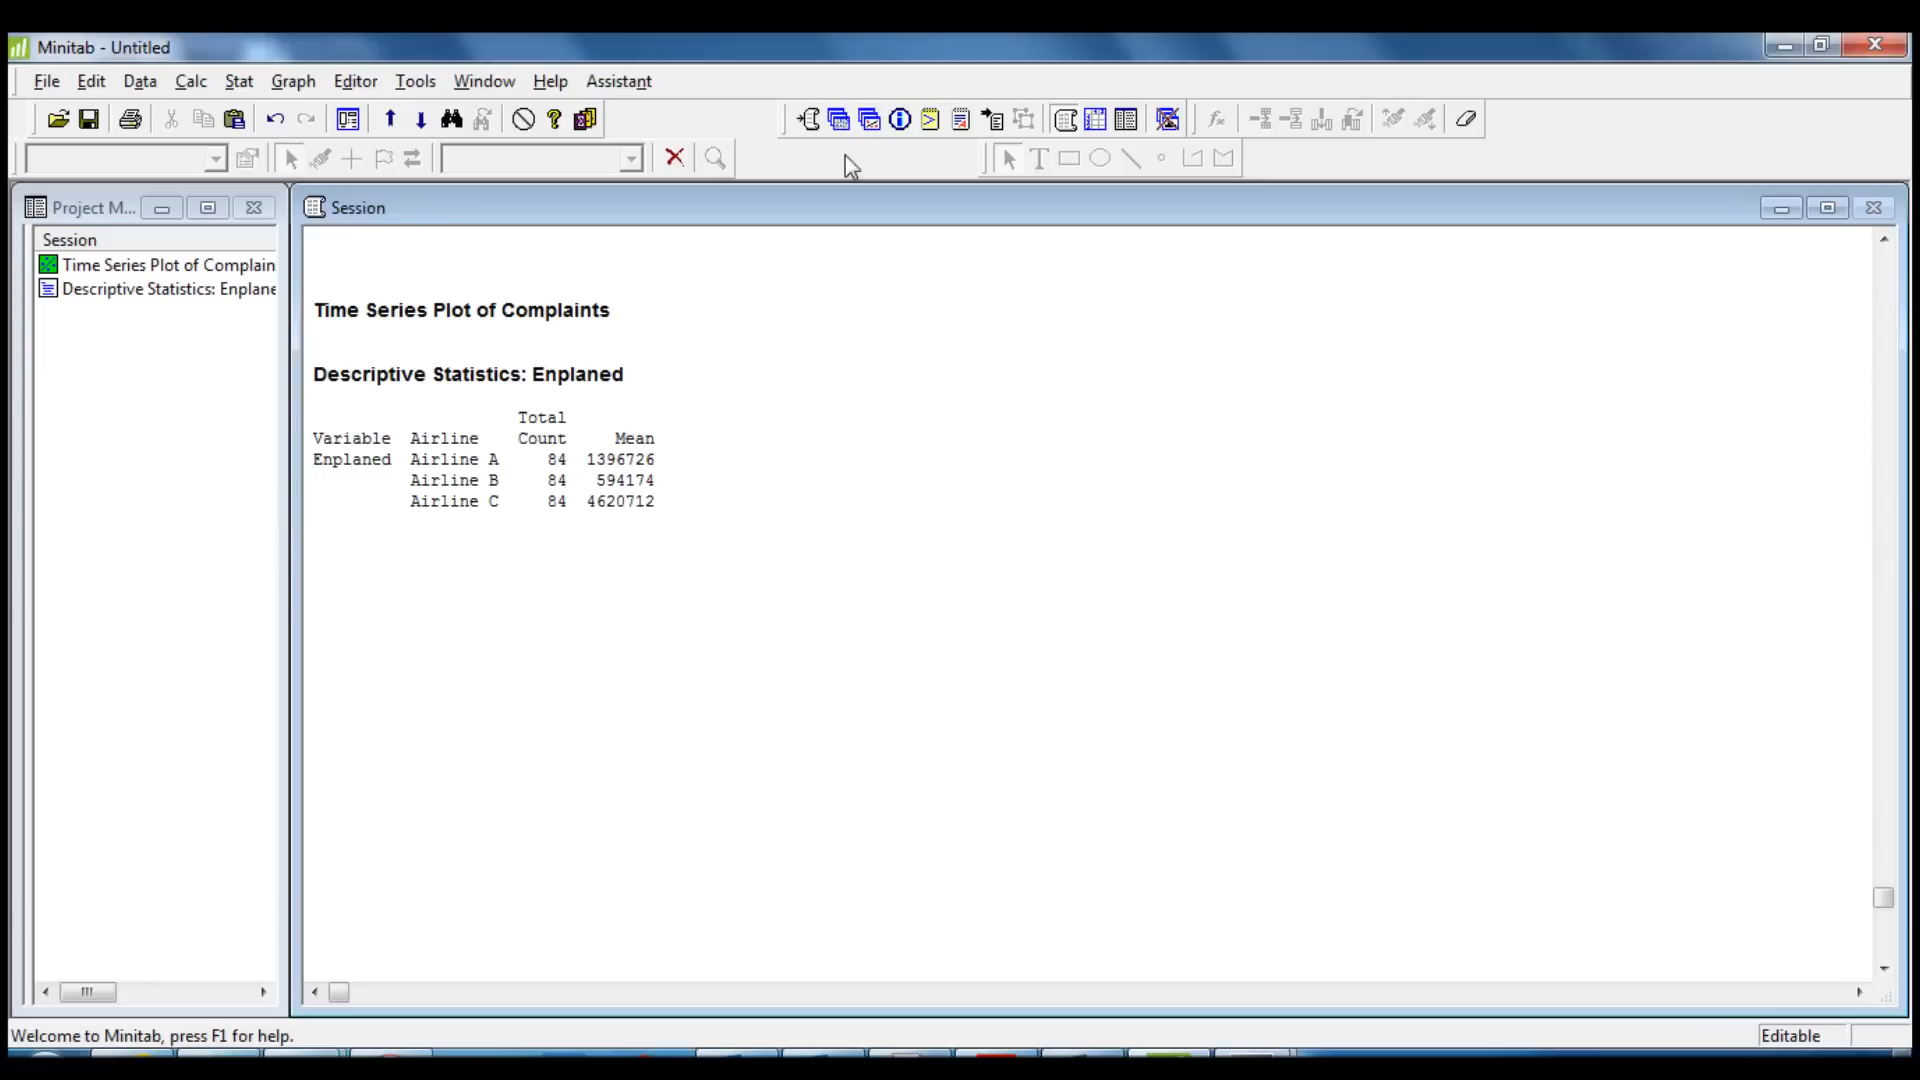 Minitab - Untitled
File Edit Data Calc Stat Graph Editor Tools Window Help Assistant
Project M...
Session
Session
Time Series Plot of Complain
Descriptive Statistics: Enplane
Time Series Plot of Complaints
Descriptive Statistics: Enplaned
Total
Variable Airline Count Mean
Enplaned Airline A 84 1396726
Airline B 84 594174
Airline C 84 4620712
Welcome to Minitab, press F1 for help.
Editable